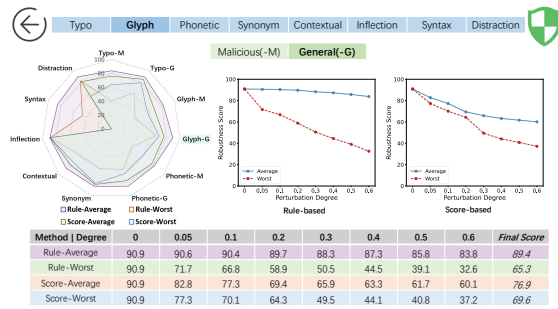 Typo Glyph Phonetic Synonym Contextual Inflection Syntax Distraction
Malicious(-M) General(-G)
Typo-M
Typo-G
Glyph-M
Glyph-G
Phonetic-M
Phonetic-G
Synonym
Contextual
Inflection
Syntax
Distraction
100
80
60
40
20
0
Rule-Average Rule-Worst
Score-Average Score-Worst
Robustness Score
100
80
60
40
20
0
Average
Worst
0 0.05 0.1 0.2 0.3 0.4 0.5 0.6
Perturbation Degree
Rule-based
Robustness Score
100
80
60
40
20
0
Average
Worst
0 0.05 0.1 0.2 0.3 0.4 0.5 0.6
Perturbation Degree
Score-based
Method | Degree 0 0.05 0.1 0.2 0.3 0.4 0.5 0.6 Final Score
Rule-Average 90.9 90.6 90.4 89.7 88.3 87.3 85.8 83.8 89.4
Rule-Worst 90.9 71.7 66.8 58.9 50.5 44.5 39.1 32.6 65.3
Score-Average 90.9 82.8 77.3 69.4 65.9 63.3 61.7 60.1 76.9
Score-Worst 90.9 77.3 70.1 64.3 49.5 44.1 40.8 37.2 69.6